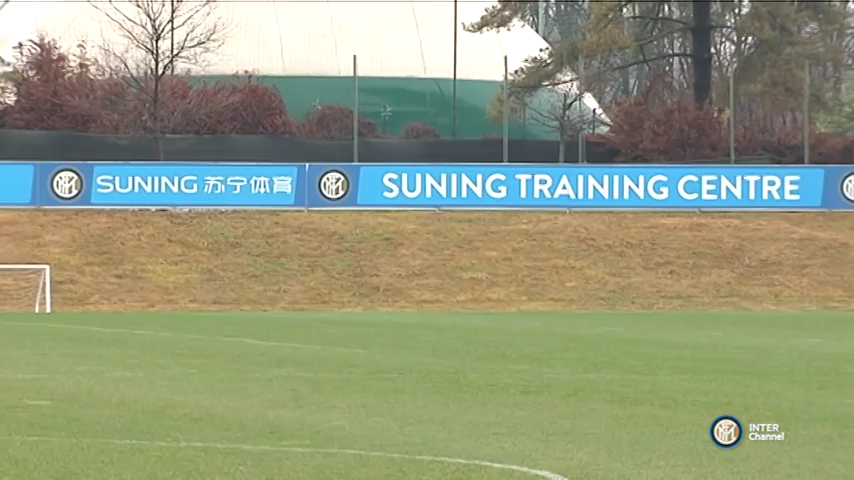 SUNING 苏宁体育
SUNING TRAINING CENTRE
INTER
Channel